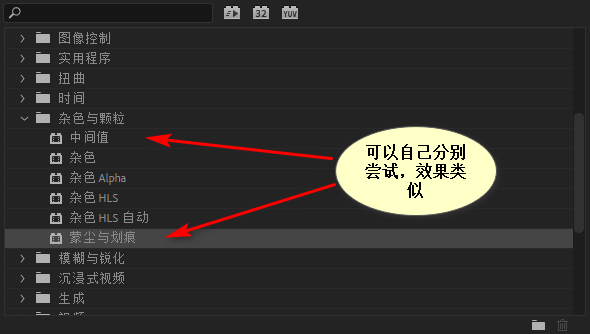 32
YUV
图像控制
实用程序
扭曲
时间
杂色与颗粒
中间值
杂色
杂色 Alpha
杂色 HLS
杂色 HLS 自动
蒙尘与划痕
模糊与锐化
沉浸式视频
生成
可以自己分别
尝试，效果类
似